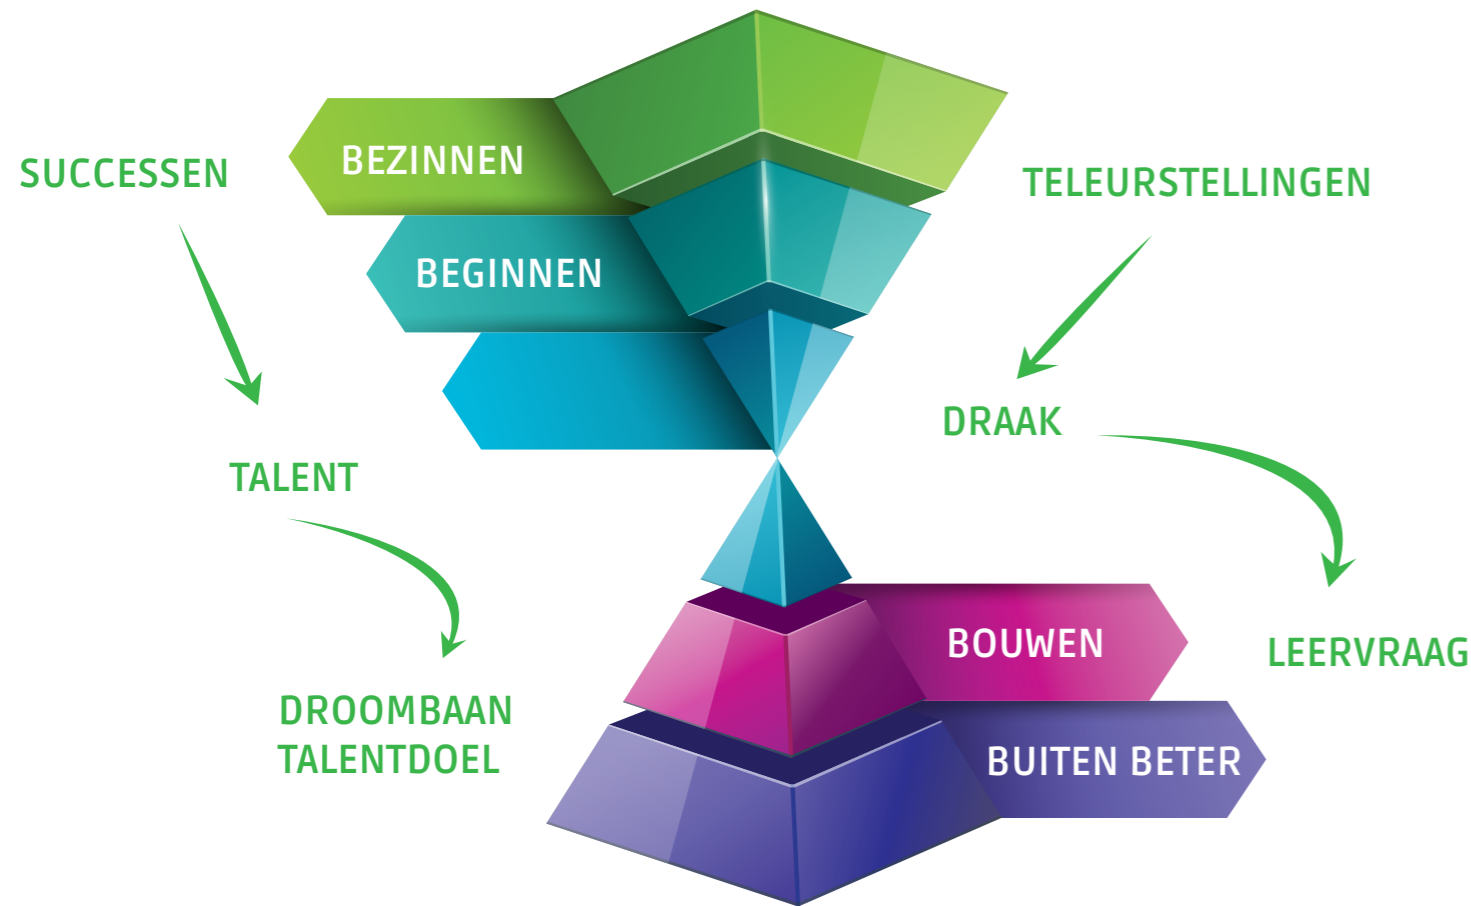 SUCCESSEN
BEZINNEN
TELEURSTELLINGEN
BEGINNEN
TALENT
DRAAK
DROOMBAAN
TALENTDOEL
BOUWEN
LEERVRAAG
BUITEN BETER